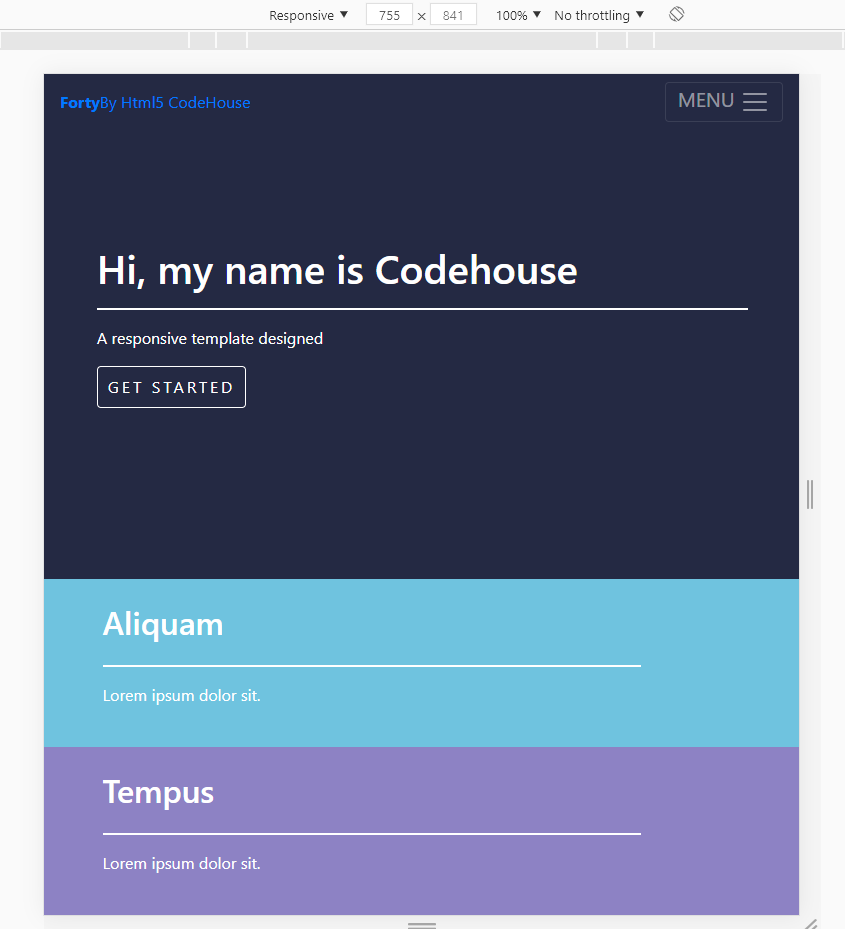 Responsive ▼ 755 × 841 100% ▼ No throttling ▼
FortyBy Html5 CodeHouse MENU
Hi, my name is Codehouse
A responsive template designed
GET STARTED
Aliquam
Lorem ipsum dolor sit.
Tempus
Lorem ipsum dolor sit.